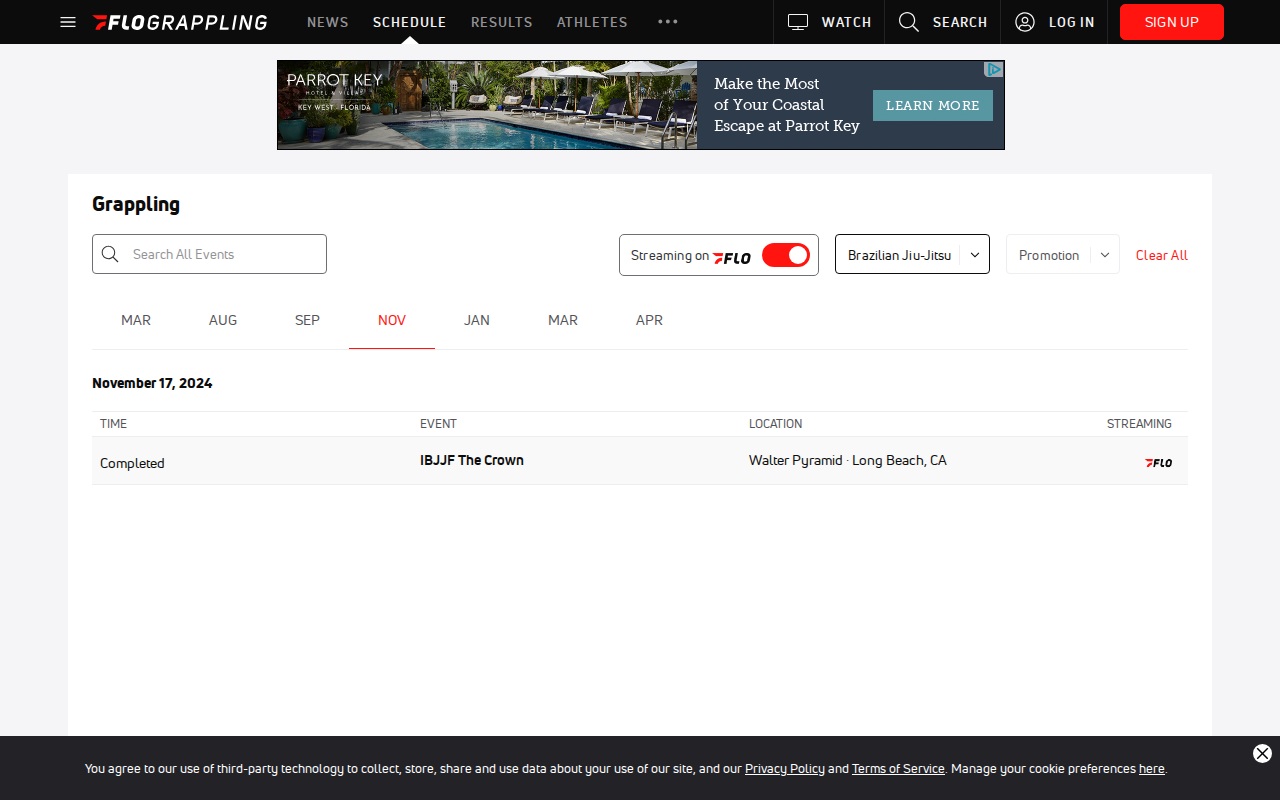 FLOGRAPPLING NEWS SCHEDULE RESULTS ATHLETES WATCH SEARCH LOG IN SIGN UP
PARROT KEY
HOTEL & VILLAS
KEY WEST · FLORIDA
Make the Most
of Your Coastal
Escape at Parrot Key
LEARN MORE
Grappling
Search All Events Streaming on FLO Brazilian Jiu-Jitsu Promotion Clear All
MAR AUG SEP NOV JAN MAR APR
November 17, 2024
TIME EVENT LOCATION STREAMING
Completed IBJJF The Crown Walter Pyramid · Long Beach, CA FLO
You agree to our use of third-party technology to collect, store, share and use data about your use of our site, and our Privacy Policy and Terms of Service. Manage your cookie preferences here.